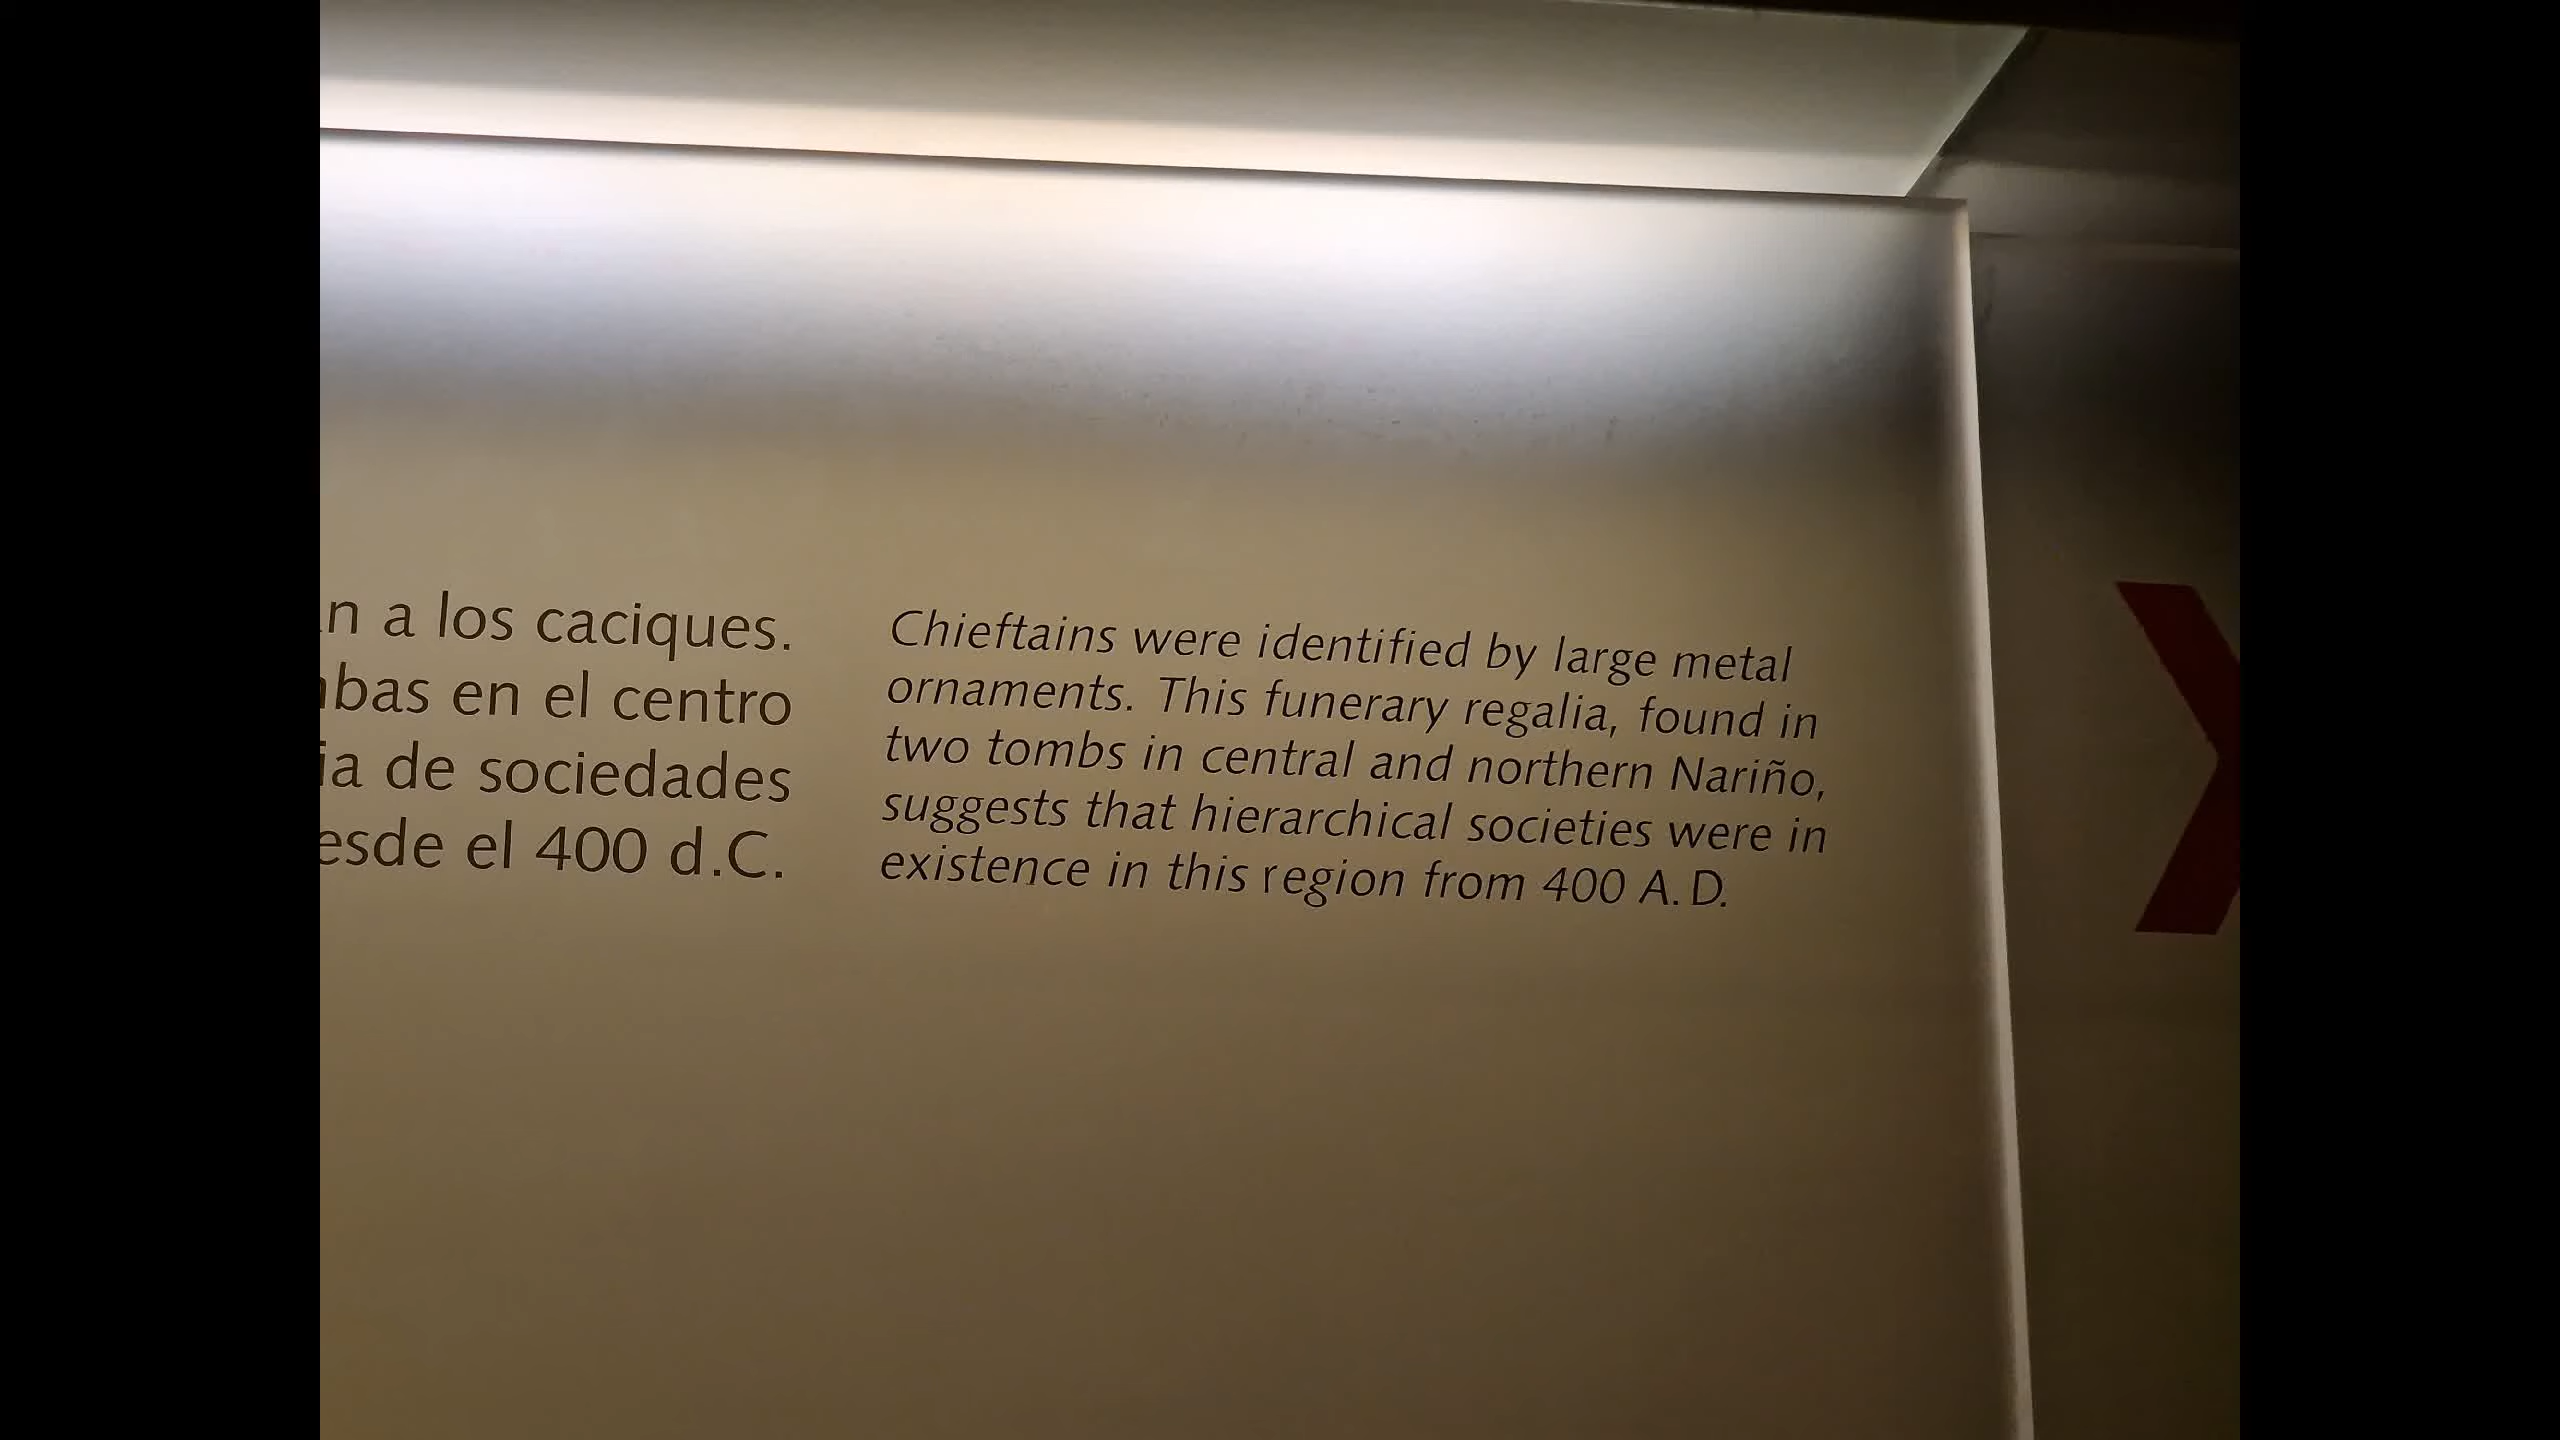 n a los caciques.
bas en el centro
ia de sociedades
esde el 400 d.C.
Chieftains were identified by large metal
ornaments. This funerary regalia, found in
two tombs in central and northern Nariño,
suggests that hierarchical societies were in
existence in this region from 400 A.D.